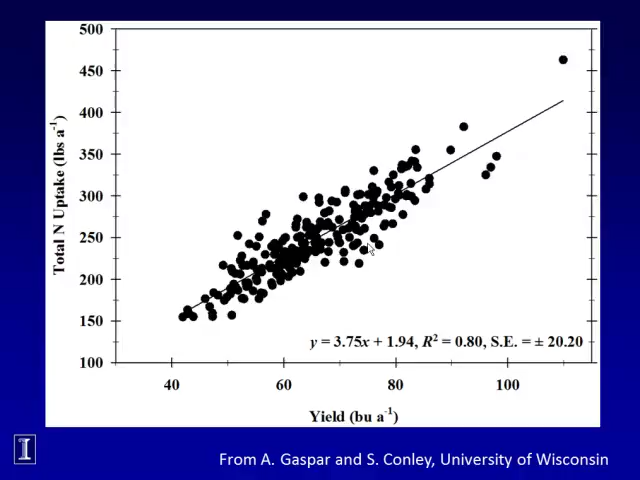 500
450
400
350
300
250
200
150
100
Total N Uptake (lbs a⁻¹)
y = 3.75x + 1.94, R² = 0.80, S.E. = ± 20.20
40 60 80 100
Yield (bu a⁻¹)
I
From A. Gaspar and S. Conley, University of Wisconsin